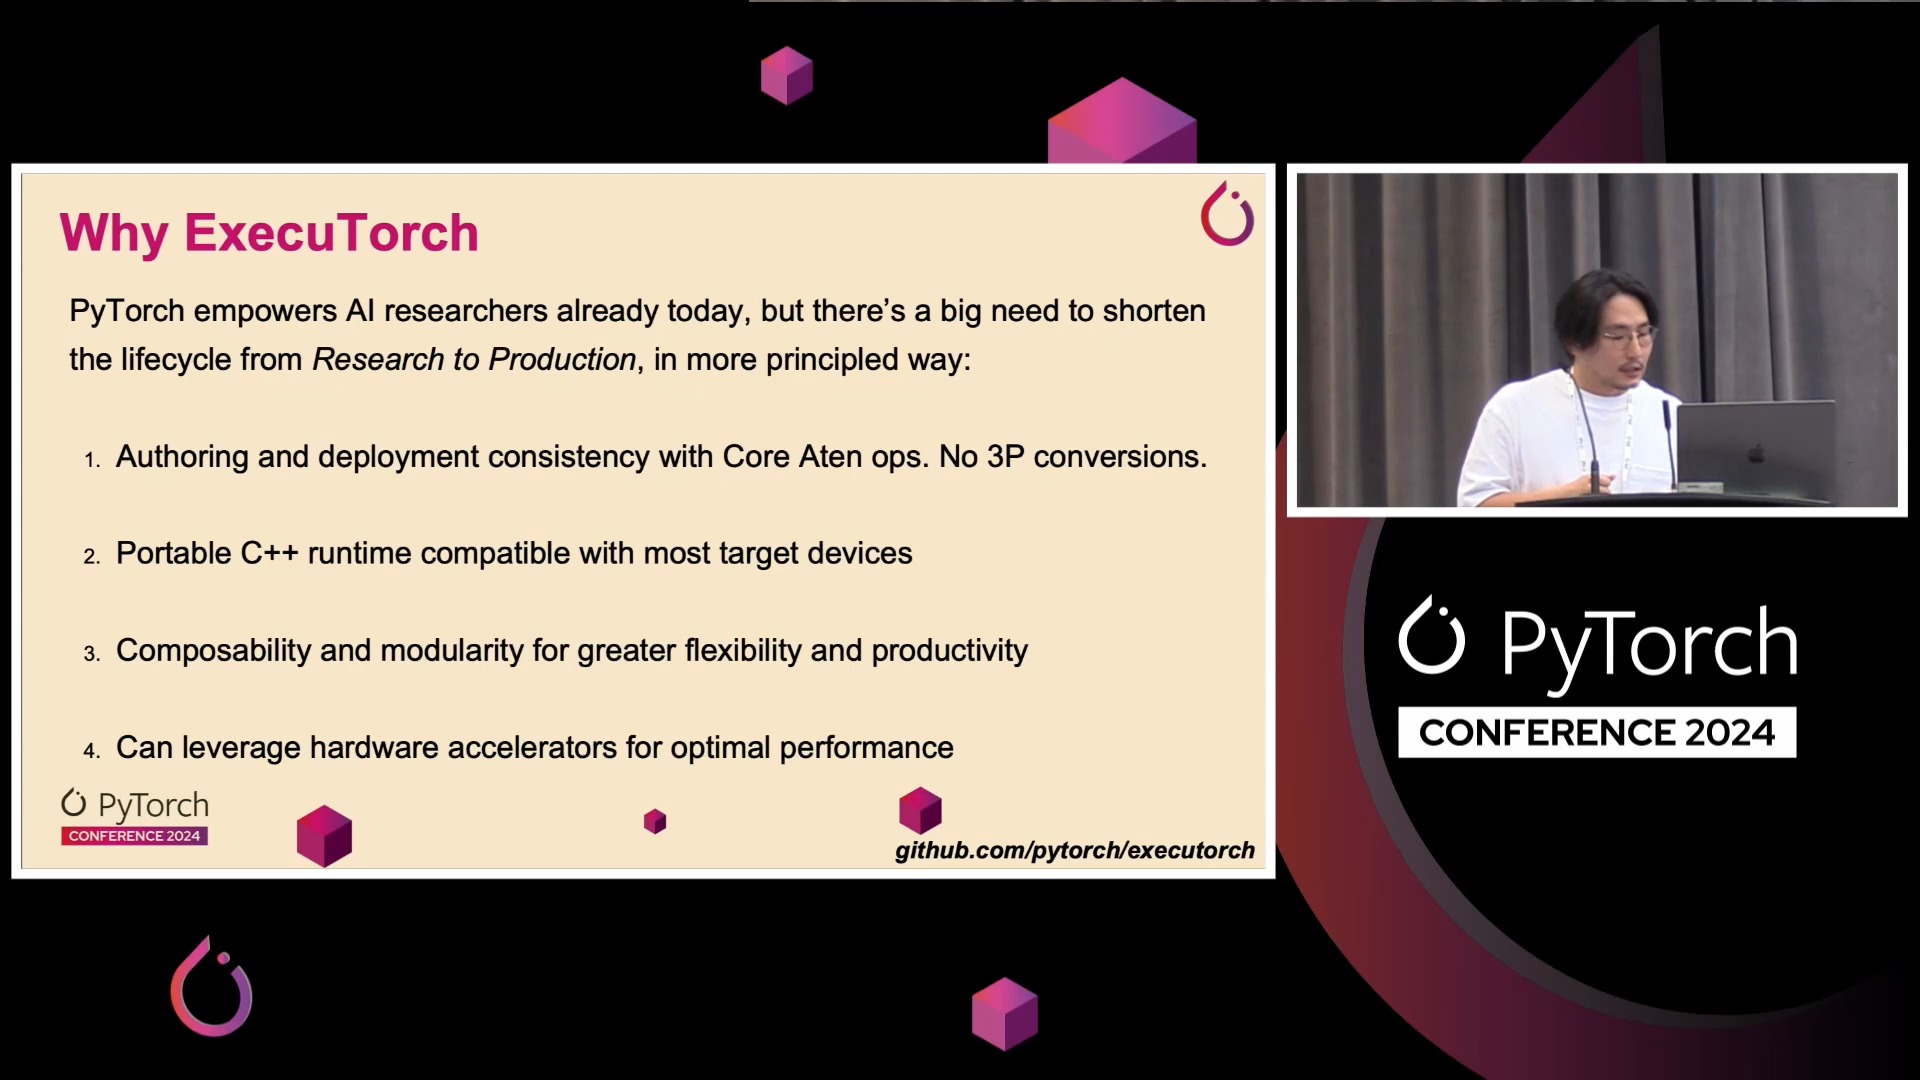 Why ExecuTorch
PyTorch empowers AI researchers already today, but there's a big need to shorten
the lifecycle from Research to Production, in more principled way:
1. Authoring and deployment consistency with Core Aten ops. No 3P conversions.
2. Portable C++ runtime compatible with most target devices
3. Composability and modularity for greater flexibility and productivity
4. Can leverage hardware accelerators for optimal performance
PyTorch
CONFERENCE 2024
github.com/pytorch/executorch
PyTorch
CONFERENCE 2024